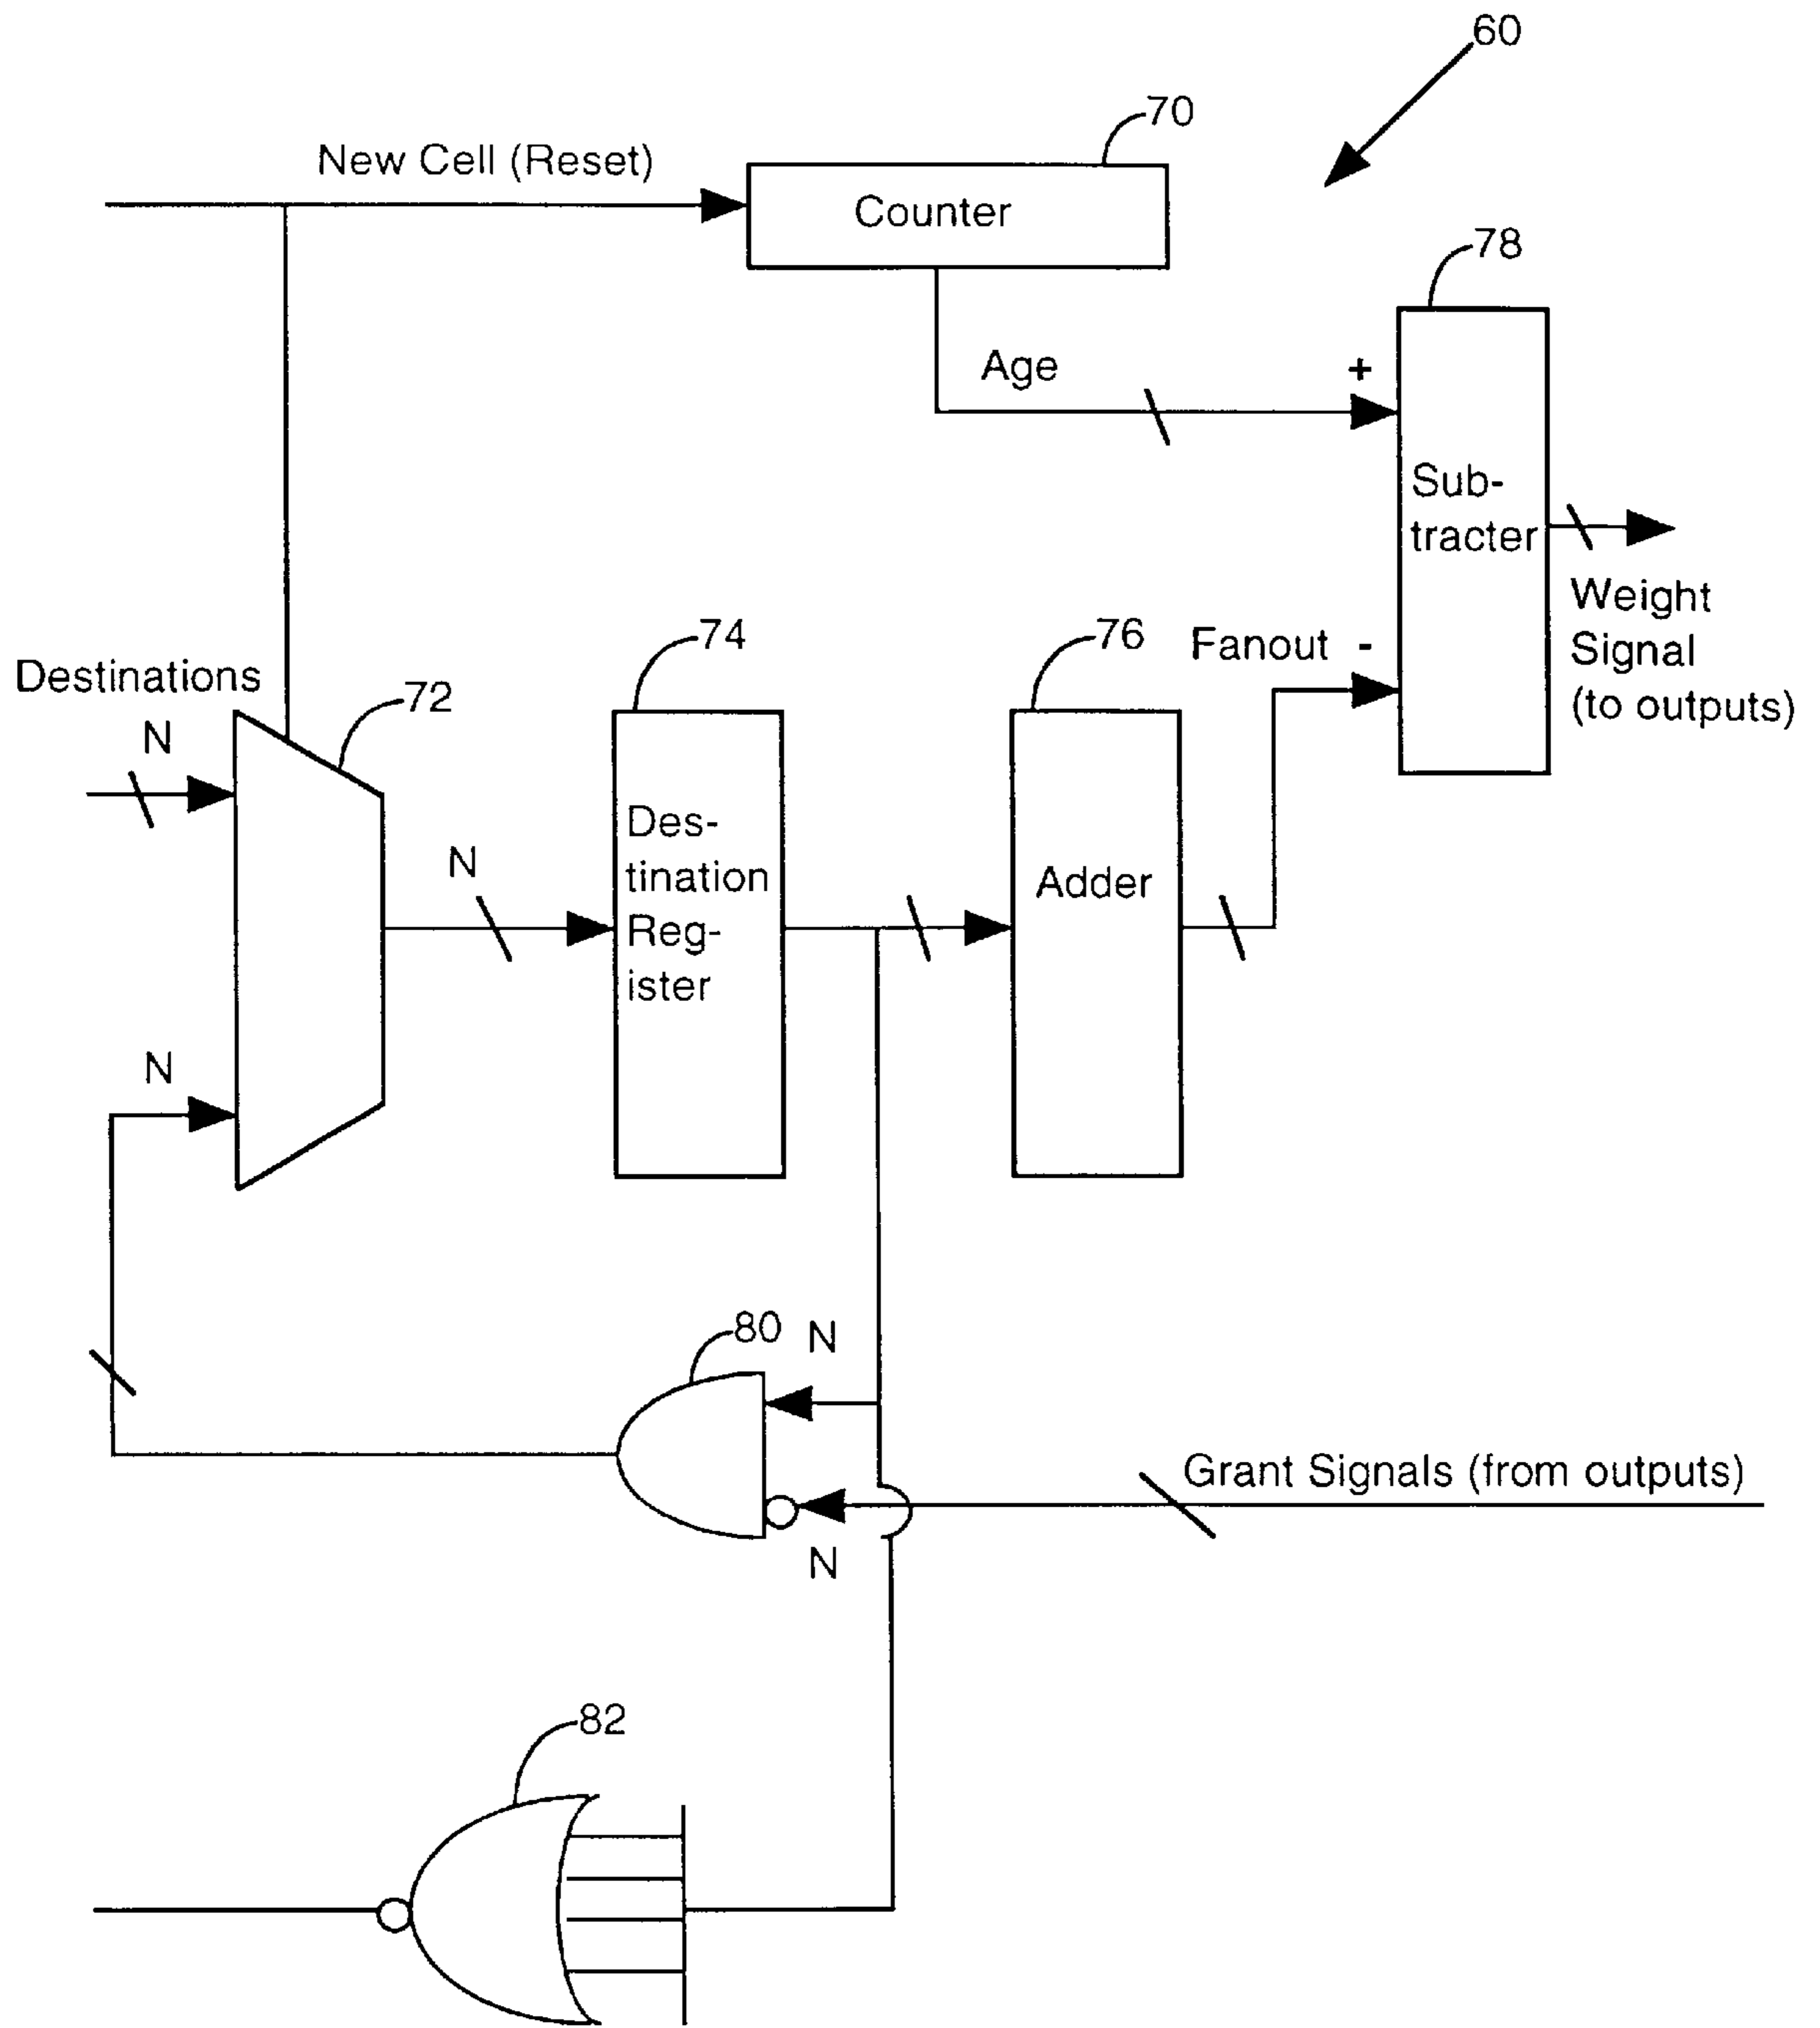 60
70
New Cell (Reset)
Counter
78
Age
+
Sub-
tracter
Weight
Signal
(to outputs)
74
76
Fanout -
Destinations
72
N
Des-
tination
Reg-
ister
N
Adder
N
80
N
Grant Signals (from outputs)
N
82